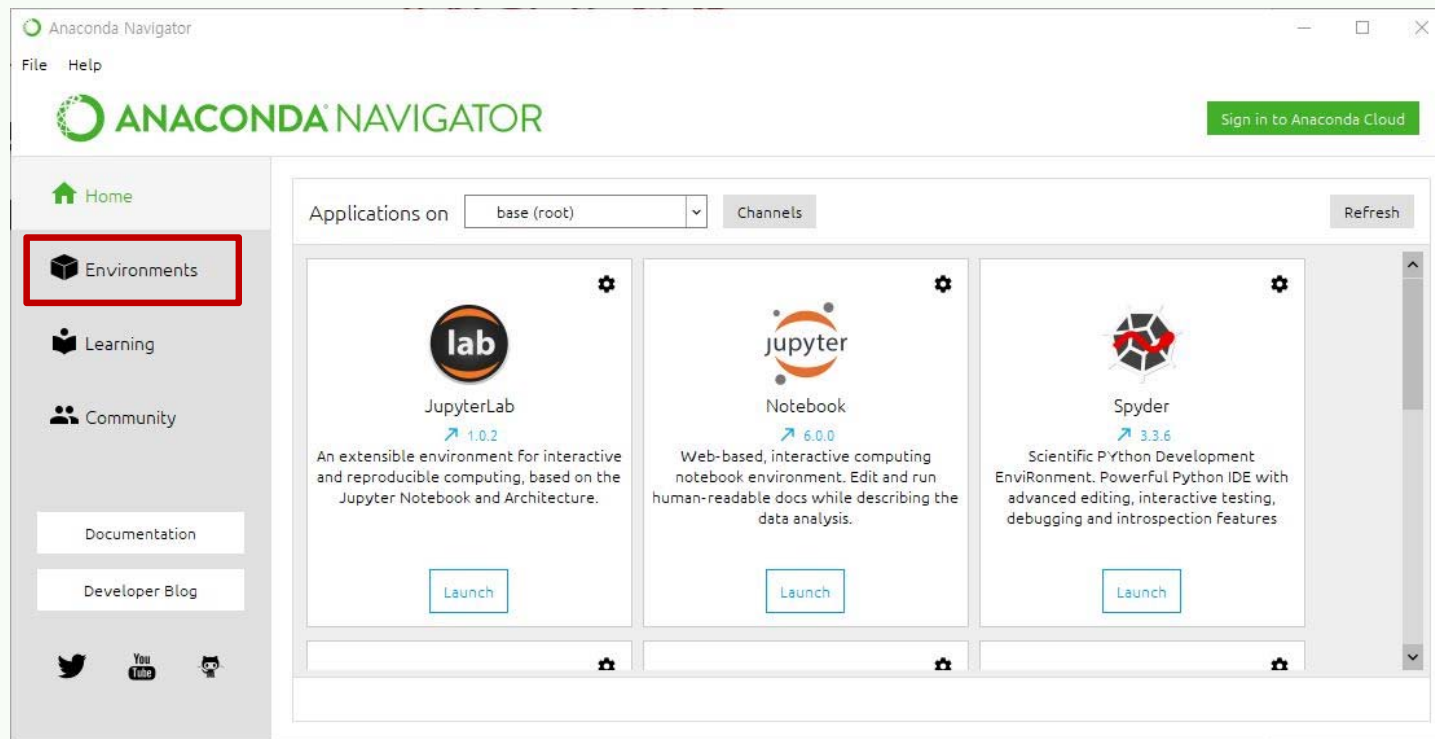 Anaconda Navigator
File Help
ANACONDA NAVIGATOR
Sign in to Anaconda Cloud
Home
Environments
Learning
Community
Documentation
Developer Blog
You
Tube
Applications on base (root) Channels Refresh
lab
JupyterLab
1.0.2
An extensible environment for interactive
and reproducible computing, based on the
Jupyter Notebook and Architecture.
Launch
jupyter
Notebook
6.0.0
Web-based, interactive computing
notebook environment. Edit and run
human-readable docs while describing the
data analysis.
Launch
Spyder
3.3.6
Scientific PYthon Development
EnviRonment. Powerful Python IDE with
advanced editing, interactive testing,
debugging and introspection features
Launch